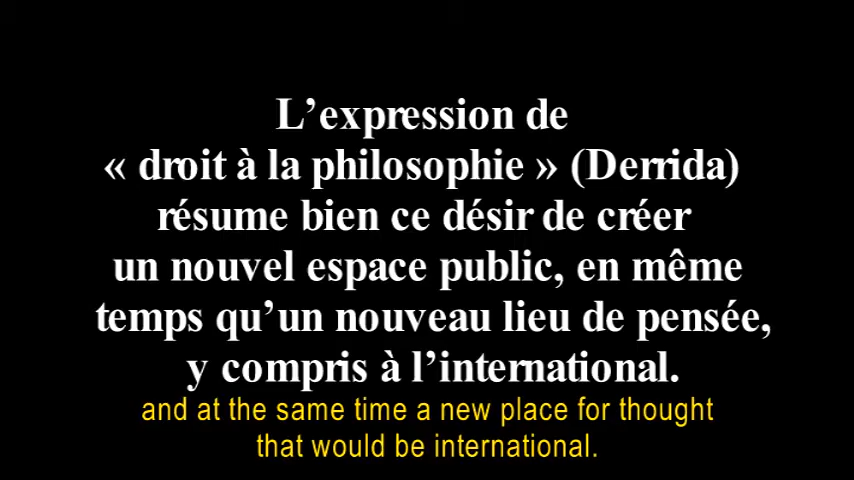 L’expression de
« droit à la philosophie » (Derrida)
résume bien ce désir de créer
un nouvel espace public, en même
temps qu’un nouveau lieu de pensée,
y compris à l’international.
and at the same time a new place for thought
that would be international.